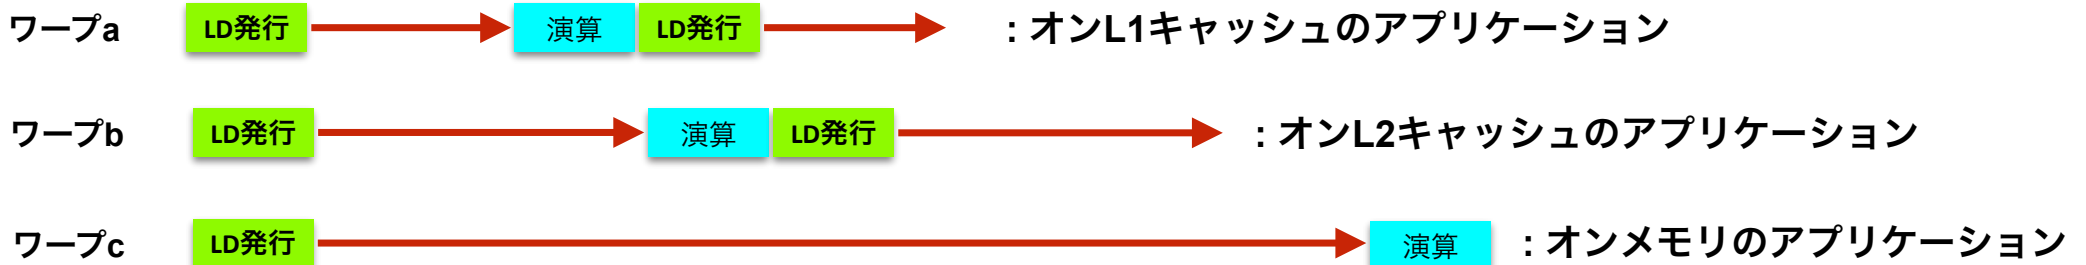 ワープa LD発行 演算 LD発行 : オンL1キャッシュのアプリケーション
ワープb LD発行 演算 LD発行 : オンL2キャッシュのアプリケーション
ワープc LD発行 演算 : オンメモリのアプリケーション